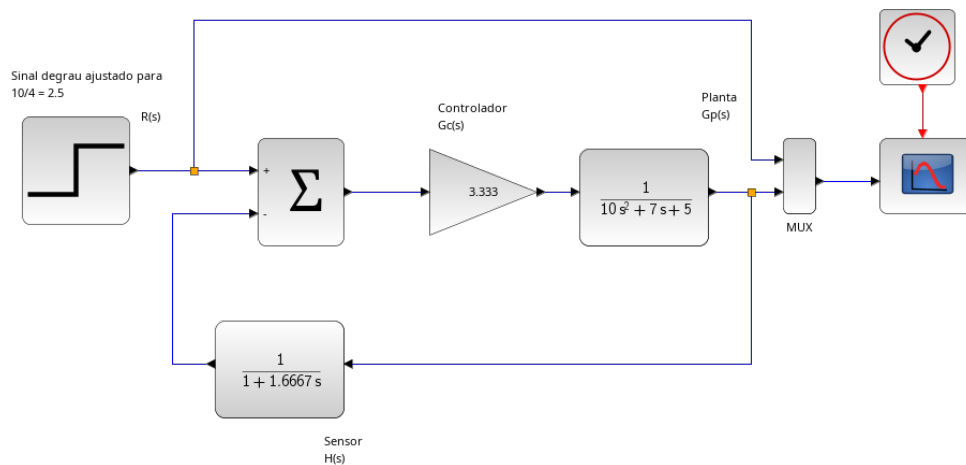 Sinal degrau ajustado para
10/4 = 2.5
R(s)
+
-
Σ
Controlador
Gc(s)
3.333
Planta
Gp(s)
1
10 s² + 7 s + 5
MUX
1
1 + 1.6667 s
Sensor
H(s)